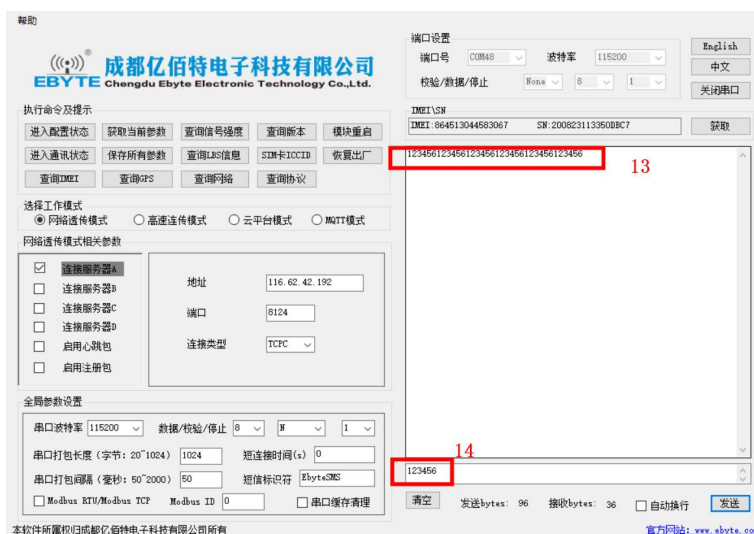 帮助
((·))®
EBYTE 成都亿佰特电子科技有限公司
Chengdu Ebyte Electronic Technology Co.,Ltd.
执行命令及提示
进入配置状态 获取当前参数 查询信号强度 查询版本 模块重启
进入通讯状态 保存所有参数 查询LBS信息 SIM卡ICCID 恢复出厂
查询IMEI 查询GPS 查询网络 查询协议
选择工作模式
网络透传模式 高速连传模式 云平台模式 MQTT模式
网络透传模式相关参数
连接服务器A
连接服务器B
连接服务器C
连接服务器D
启用心跳包
启用注册包
地址 116.62.42.192
端口 8124
连接类型 TCPC
全局参数设置
串口波特率 115200 数据/校验/停止 8 N 1
串口打包长度 (字节: 20~1024) 1024 短连接时间(s) 0
串口打包间隔 (毫秒: 50~2000) 50 短信标识符 EbyteSMS
Modbus RTU/Modbus TCP Modbus ID 0 串口缓存清理
本软件所属权归成都亿佰特电子科技有限公司所有
端口设置
端口号 COM48 波特率 115200
校验/数据/停止 None 8 1
English
中文
关闭串口
IMEI\SN
IMEI:864513044583067 SN:200823113350DBC7 获取
123456123456123456123456123456123456
13
14
123456
清空 发送bytes: 96 接收bytes: 36 自动换行 发送
官方网站: www.ebyte.co